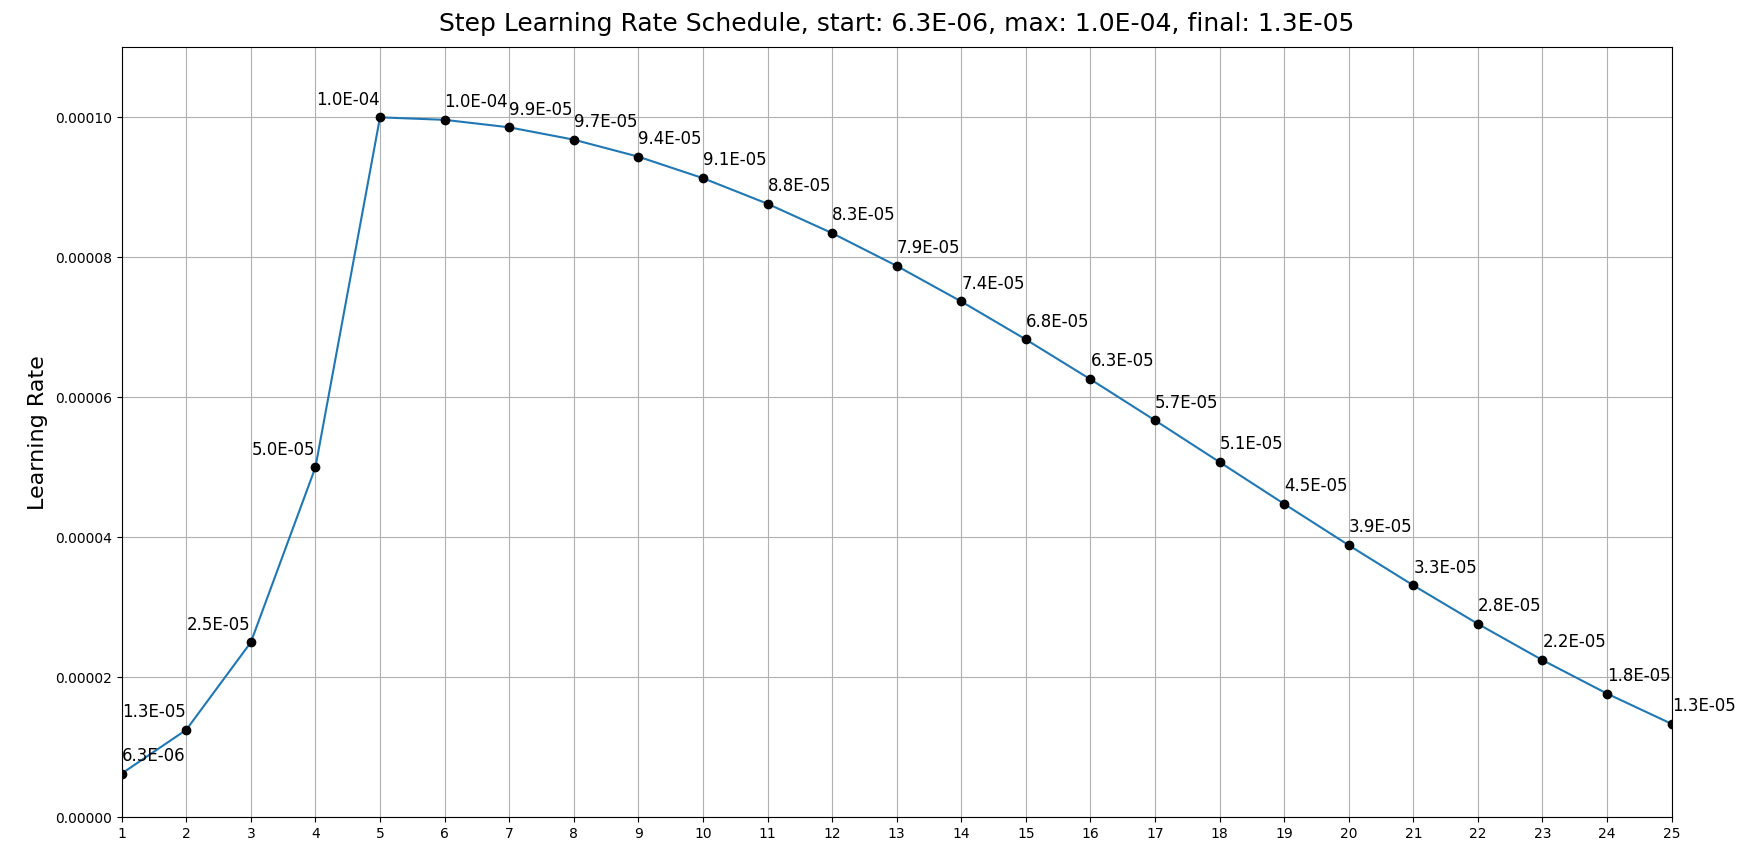 Step Learning Rate Schedule, start: 6.3E-06, max: 1.0E-04, final: 1.3E-05
Learning Rate
0.00010
0.00008
0.00006
0.00004
0.00002
0.00000
6.3E-06
1.3E-05
2.5E-05
5.0E-05
1.0E-04
1.0E-04
9.9E-05
9.7E-05
9.4E-05
9.1E-05
8.8E-05
8.3E-05
7.9E-05
7.4E-05
6.8E-05
6.3E-05
5.7E-05
5.1E-05
4.5E-05
3.9E-05
3.3E-05
2.8E-05
2.2E-05
1.8E-05
1.3E-05
1 2 3 4 5 6 7 8 9 10 11 12 13 14 15 16 17 18 19 20 21 22 23 24 25